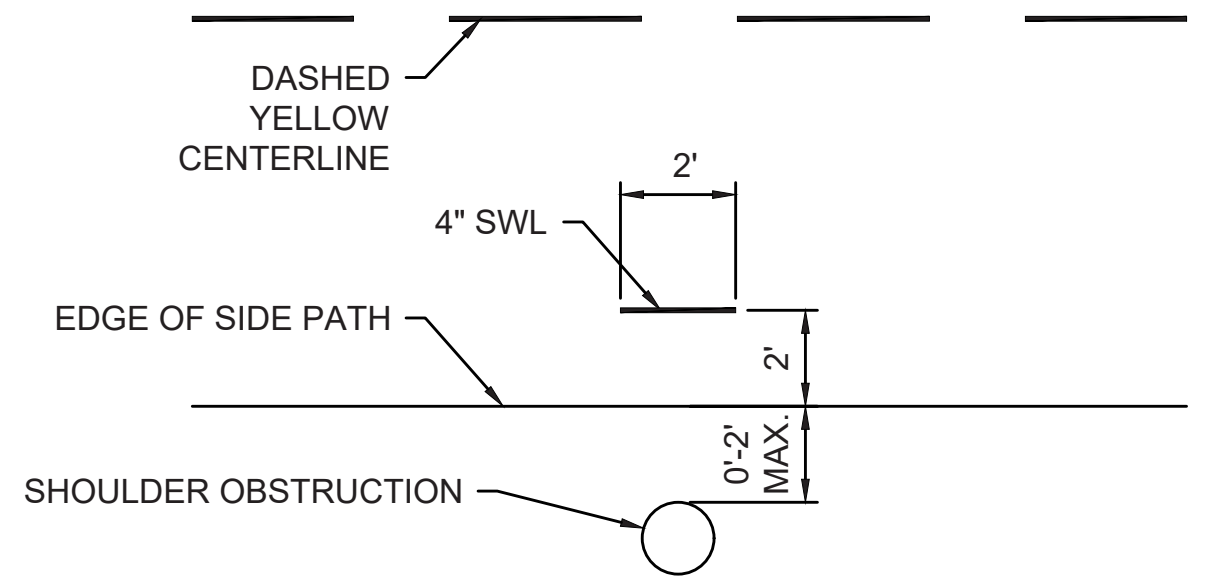 DASHED
YELLOW
CENTERLINE
2'
4" SWL
EDGE OF SIDE PATH
2'
0'-2'
MAX.
SHOULDER OBSTRUCTION